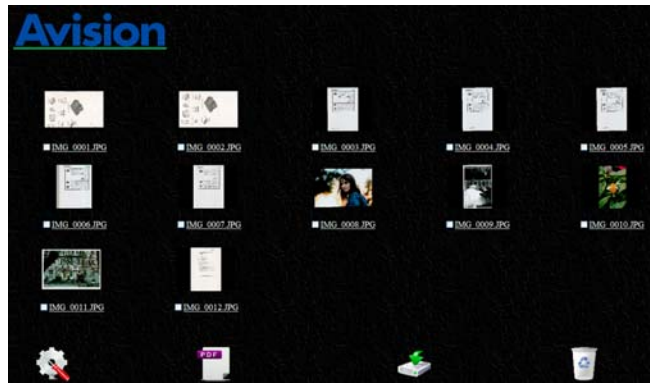 Avision
IMG_0001.JPG
IMG_0002.JPG
IMG_0003.JPG
IMG_0004.JPG
IMG_0005.JPG
IMG_0006.JPG
IMG_0007.JPG
IMG_0008.JPG
IMG_0009.JPG
IMG_0010.JPG
IMG_0011.JPG
IMG_0012.JPG
PDF